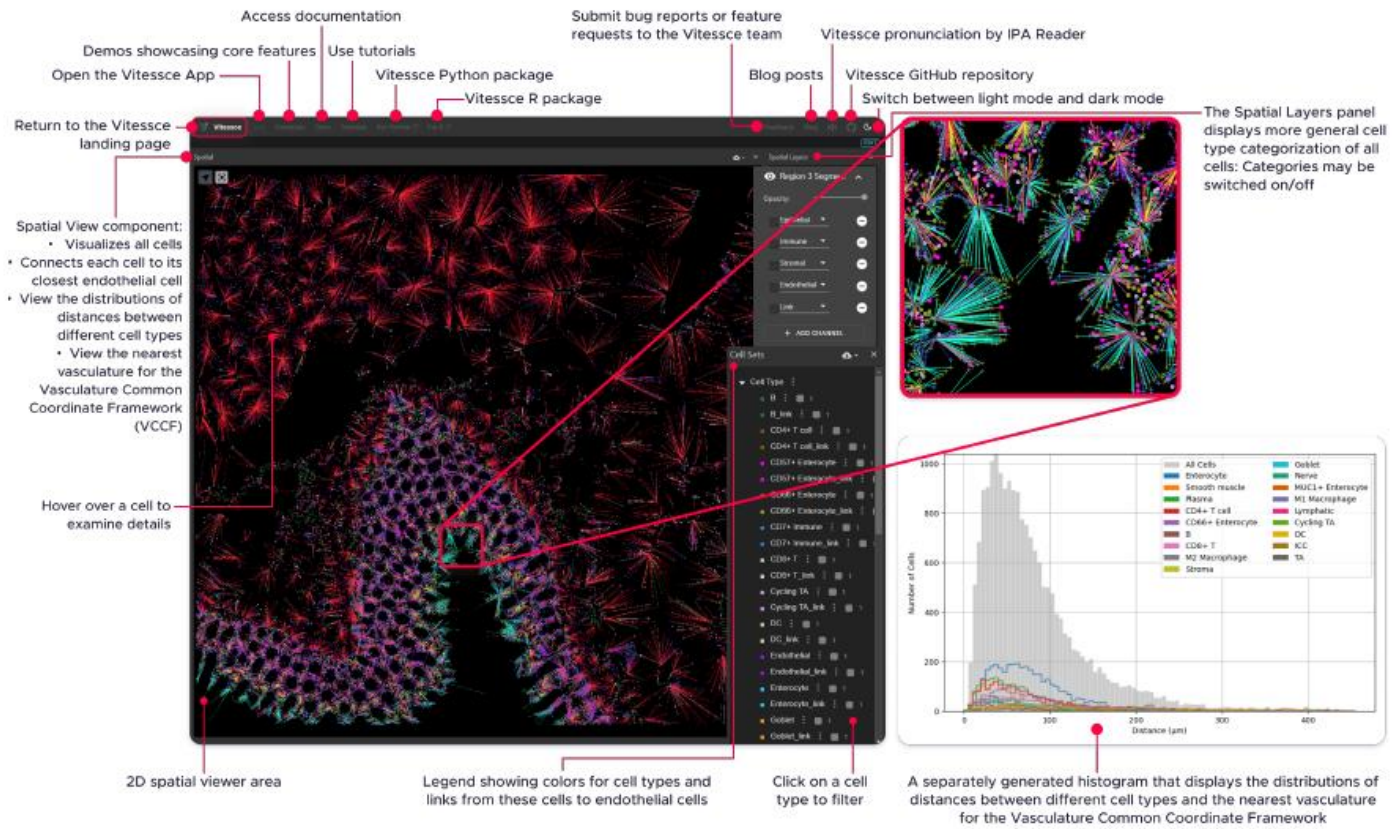 Access documentation
Submit bug reports or feature
requests to the Vitessce team
Vitessce pronunciation by IPA Reader
Demos showcasing core features
Use tutorials
Open the Vitessce App
Vitessce Python package
Blog posts
Vitessce GitHub repository
Vitessce R package
Switch between light mode and dark mode
Return to the Vitessce
landing page
Vitessce
Spatial
Spatial Layers
The Spatial Layers panel
displays more general cell
type categorization of all
cells: Categories may be
switched on/off
Region 3 Segm
Opacity:
Epithelial
Immune
Stromal
Endothelial
Link
+ ADD CHANNEL
Spatial View component:
• Visualizes all cells
• Connects each cell to its
closest endothelial cell
• View the distributions of
distances between
different cell types
• View the nearest
vasculature for the
Vasculature Common
Coordinate Framework
(VCCF)
Hover over a cell to
examine details
Cell Sets
Cell Type
B
B_link
CD4+ T cell
CD4+ T cell_link
CD57+ Enterocyte
CD57+ Enterocyte_link
CD66+ Enterocyte
CD66+ Enterocyte_link
CD7+ Immune
CD7+ Immune_link
CD8+ T
CD8+ T_link
Cycling TA
Cycling TA_link
DC
DC_link
Endothelial
Endothelial_link
Enterocyte
Enterocyte_link
Goblet
Goblet_link
Number of Cells
1000
800
600
400
200
0
0 100 200 300 400
Distance (µm)
All Cells
Enterocyte
Smooth muscle
Plasma
CD4+ T cell
CD66+ Enterocyte
B
CD8+ T
M2 Macrophage
Stroma
Goblet
Nerve
MUC1+ Enterocyte
M1 Macrophage
Lymphatic
Cycling TA
DC
ICC
TA
2D spatial viewer area
Legend showing colors for cell types and
links from these cells to endothelial cells
Click on a cell
type to filter
A separately generated histogram that displays the distributions of
distances between different cell types and the nearest vasculature
for the Vasculature Common Coordinate Framework